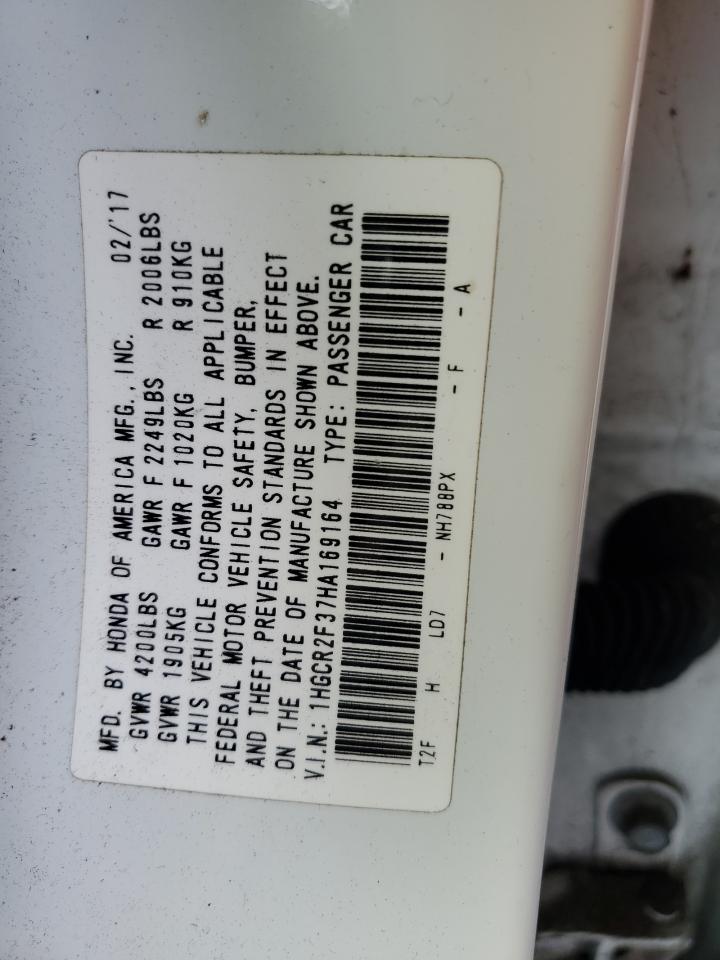 MFD. BY HONDA OF AMERICA MFG., INC. 02/'17
GVWR 4200LBS GAWR F 2249LBS R 2006LBS
GVWR 1905KG GAWR F 1020KG R 910KG
THIS VEHICLE CONFORMS TO ALL APPLICABLE
FEDERAL MOTOR VEHICLE SAFETY, BUMPER,
AND THEFT PREVENTION STANDARDS IN EFFECT
ON THE DATE OF MANUFACTURE SHOWN ABOVE.
V.I.N.: 1HGCR2F37HA169164 TYPE: PASSENGER CAR
T2F H LD7 - NH788PX - F - A